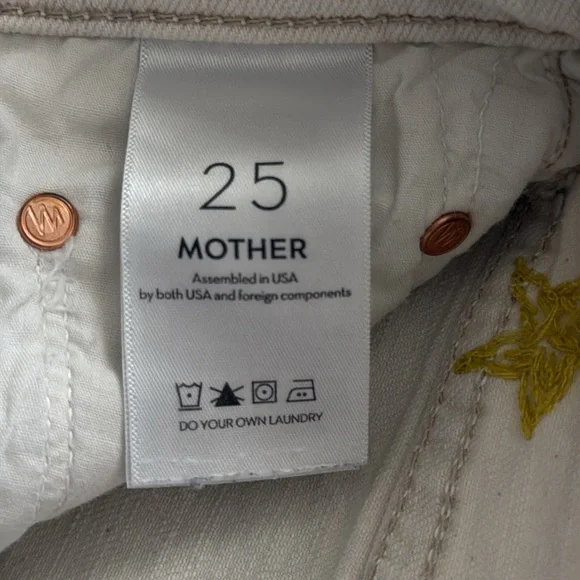 25
MOTHER
Assembled in USA
by both USA and foreign components
DO YOUR OWN LAUNDRY